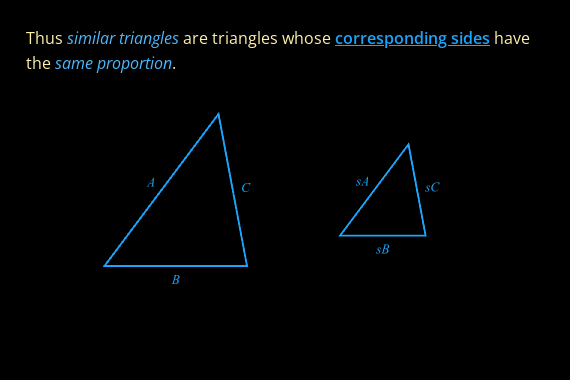 Thus similar triangles are triangles whose corresponding sides have
the same proportion.
A
C
B
sA
sC
sB